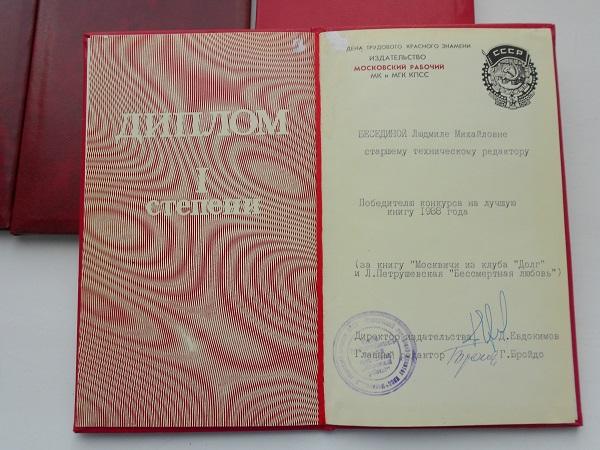 ДИПЛОМ
I
степени
ДЕНА ТРУДОВОГО КРАСНОГО ЗНАМЕНИ
ИЗДАТЕЛЬСТВО
МОСКОВСКИЙ РАБОЧИЙ
МК и МГК КПСС
СССР
БЕСЕДИНОЙ Людмиле Михайловне
старшему техническому редактору
Победителю конкурса на лучшую
книгу 1988 года
(за книгу "Москвичи из клуба "Долг"
и Л.Петрушевская "Бессмертная любовь")
Директор издательства Д.Евдокимов
Главный редактор Г.Бройдо